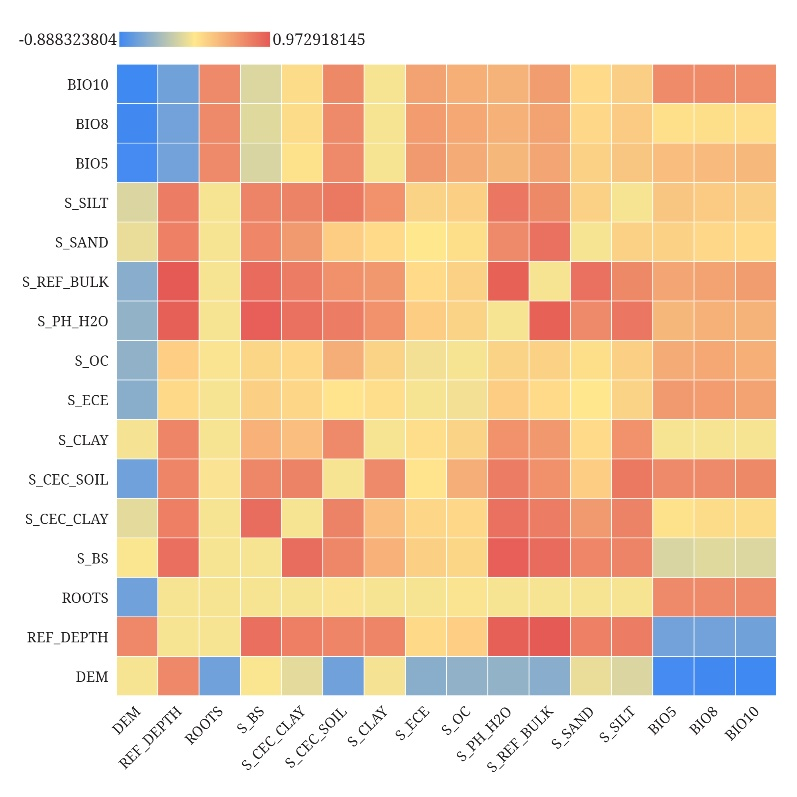 -0.888323804 0.972918145
BIO10
BIO8
BIO5
S_SILT
S_SAND
S_REF_BULK
S_PH_H2O
S_OC
S_ECE
S_CLAY
S_CEC_SOIL
S_CEC_CLAY
S_BS
ROOTS
REF_DEPTH
DEM
DEM
REF_DEPTH
ROOTS
S_BS
S_CEC_CLAY
S_CEC_SOIL
S_CLAY
S_ECE
S_OC
S_PH_H2O
S_REF_BULK
S_SAND
S_SILT
BIO5
BIO8
BIO10